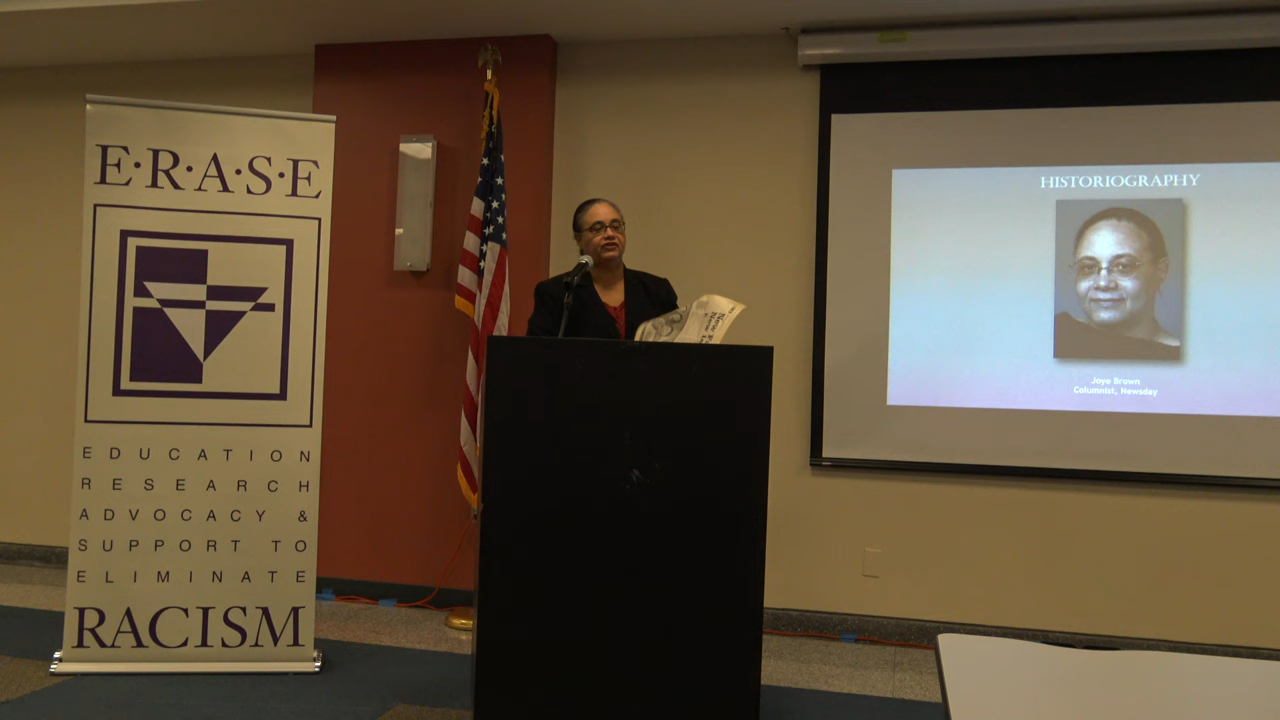 E·R·A·S·E
EDUCATION
RESEARCH
ADVOCACY &
SUPPORT TO
ELIMINATE
RACISM
HISTORIOGRAPHY
Joye Brown
Columnist, Newsday